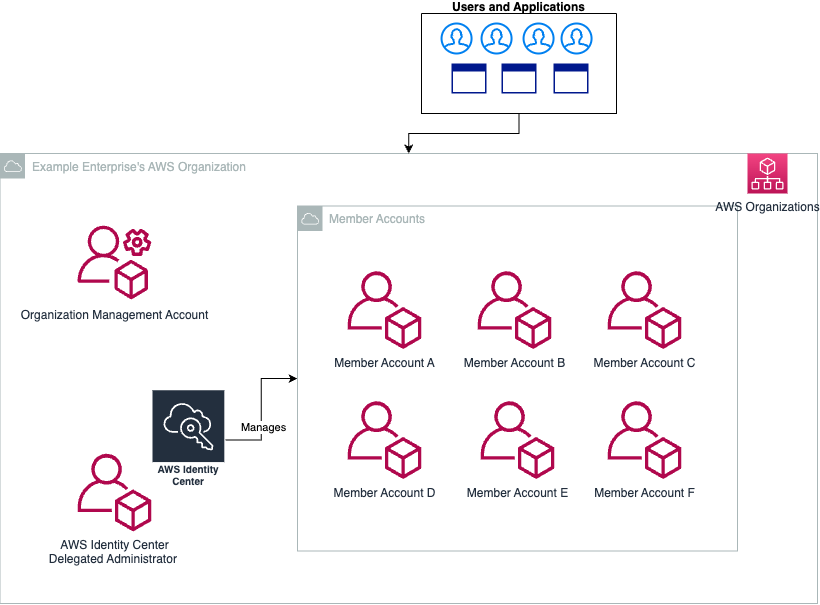 Users and Applications
Example Enterprise's AWS Organization
AWS Organizations
Member Accounts
Organization Management Account
Member Account A
Member Account B
Member Account C
Manages
AWS Identity
Center
Member Account D
Member Account E
Member Account F
AWS Identity Center
Delegated Administrator